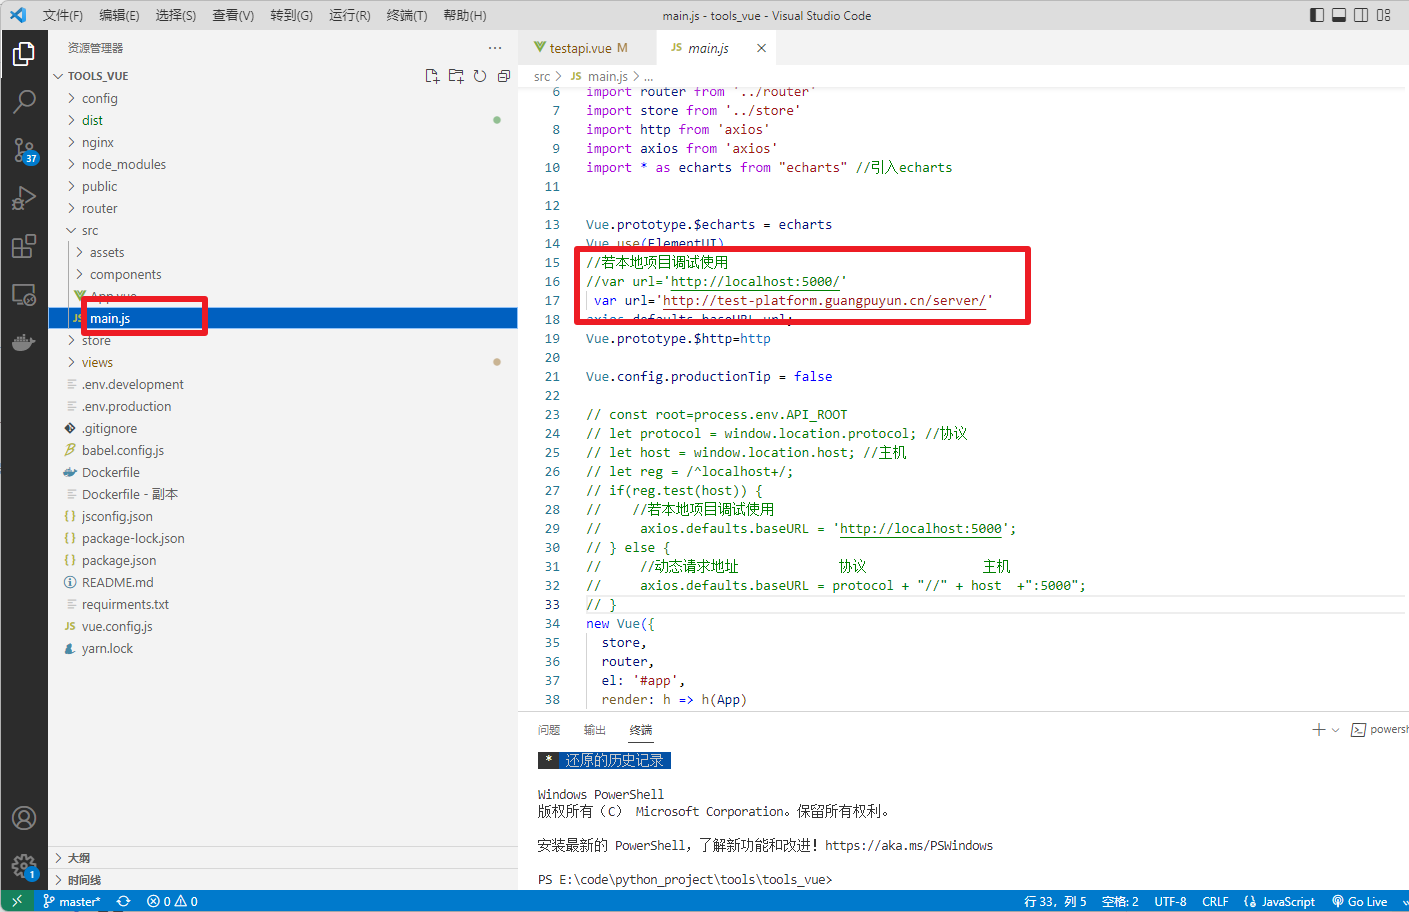 文件(F) 编辑(E) 选择(S) 查看(V) 转到(G) 运行(R) 终端(T) 帮助(H) main.js - tools_vue - Visual Studio Code
资源管理器
TOOLS_VUE
config
dist
nginx
node_modules
public
router
src
assets
components
App.vue
JS main.js
store
views
.env.development
.env.production
.gitignore
babel.config.js
Dockerfile
Dockerfile - 副本
{} jsconfig.json
{} package-lock.json
{} package.json
README.md
requirments.txt
JS vue.config.js
yarn.lock
大纲
时间线
37
1
testapi.vue M JS main.js
src > JS main.js > ...
6 import router from '../router'
7 import store from '../store'
8 import http from 'axios'
9 import axios from 'axios'
10 import * as echarts from "echarts" //引入echarts
11
12
13 Vue.prototype.$echarts = echarts
14 Vue.use(ElementUI)
15 //若本地项目调试使用
16 //var url='http://localhost:5000/'
17 var url='http://test-platform.guangpuyun.cn/server/'
18 axios.defaults.baseURL url;
19 Vue.prototype.$http=http
20
21 Vue.config.productionTip = false
22
23 // const root=process.env.API_ROOT
24 // let protocol = window.location.protocol; //协议
25 // let host = window.location.host; //主机
26 // let reg = /^localhost+/;
27 // if(reg.test(host)) {
28 // //若本地项目调试使用
29 // axios.defaults.baseURL = 'http://localhost:5000';
30 // } else {
31 // //动态请求地址 协议 主机
32 // axios.defaults.baseURL = protocol + "//" + host +":5000";
33 // }
34 new Vue({
35 store,
36 router,
37 el: '#app',
38 render: h => h(App)
问题 输出 终端
* 还原的历史记录
Windows PowerShell
版权所有（C） Microsoft Corporation。保留所有权利。
安装最新的 PowerShell，了解新功能和改进！https://aka.ms/PSWindows
PS E:\code\python_project\tools\tools_vue>
master* 0 0 行 33，列 5 空格: 2 UTF-8 CRLF JavaScript Go Live